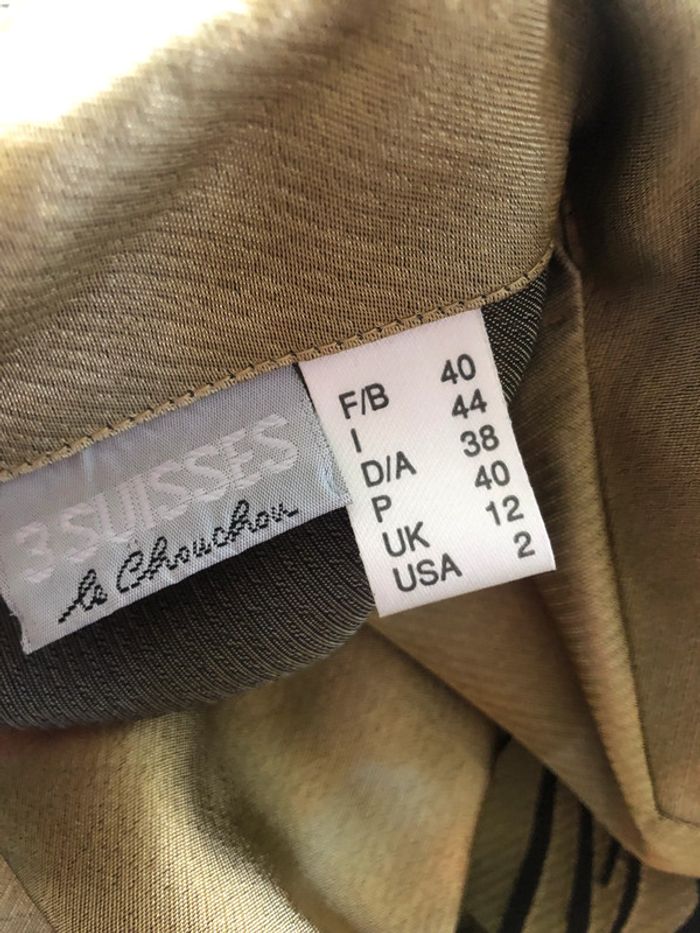 3 SUISSES
le Chouchou
F/B 40
I 44
D/A 38
P 40
UK 12
USA 2